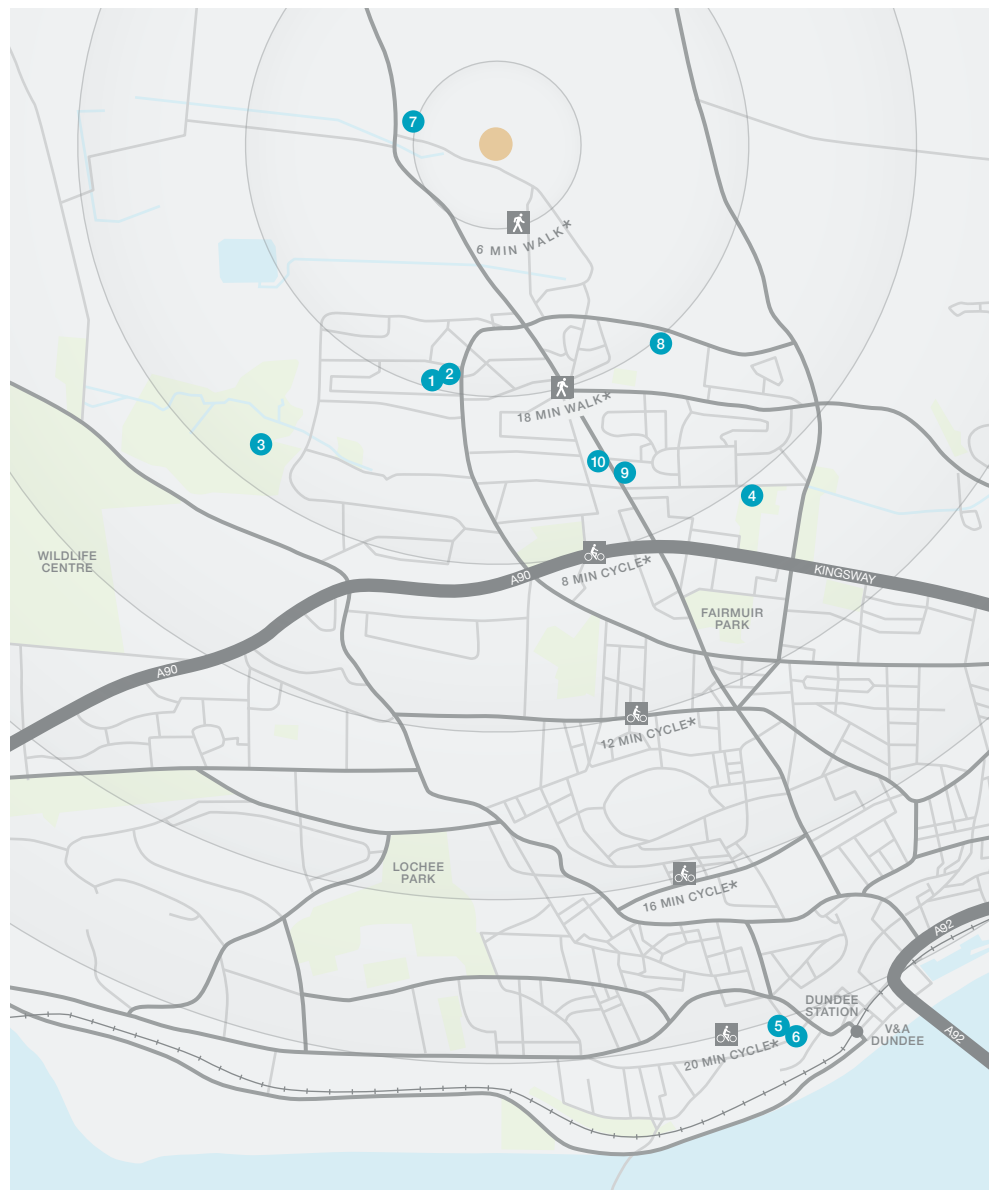 7
6 MIN WALK*
8
1
2
18 MIN WALK*
3
10
9
4
WILDLIFE
CENTRE
A90
8 MIN CYCLE*
KINGSWAY
FAIRMUIR
PARK
A90
12 MIN CYCLE*
LOCHEE
PARK
16 MIN CYCLE*
A92
DUNDEE
STATION
5
6
V&A
DUNDEE
A92
20 MIN CYCLE*